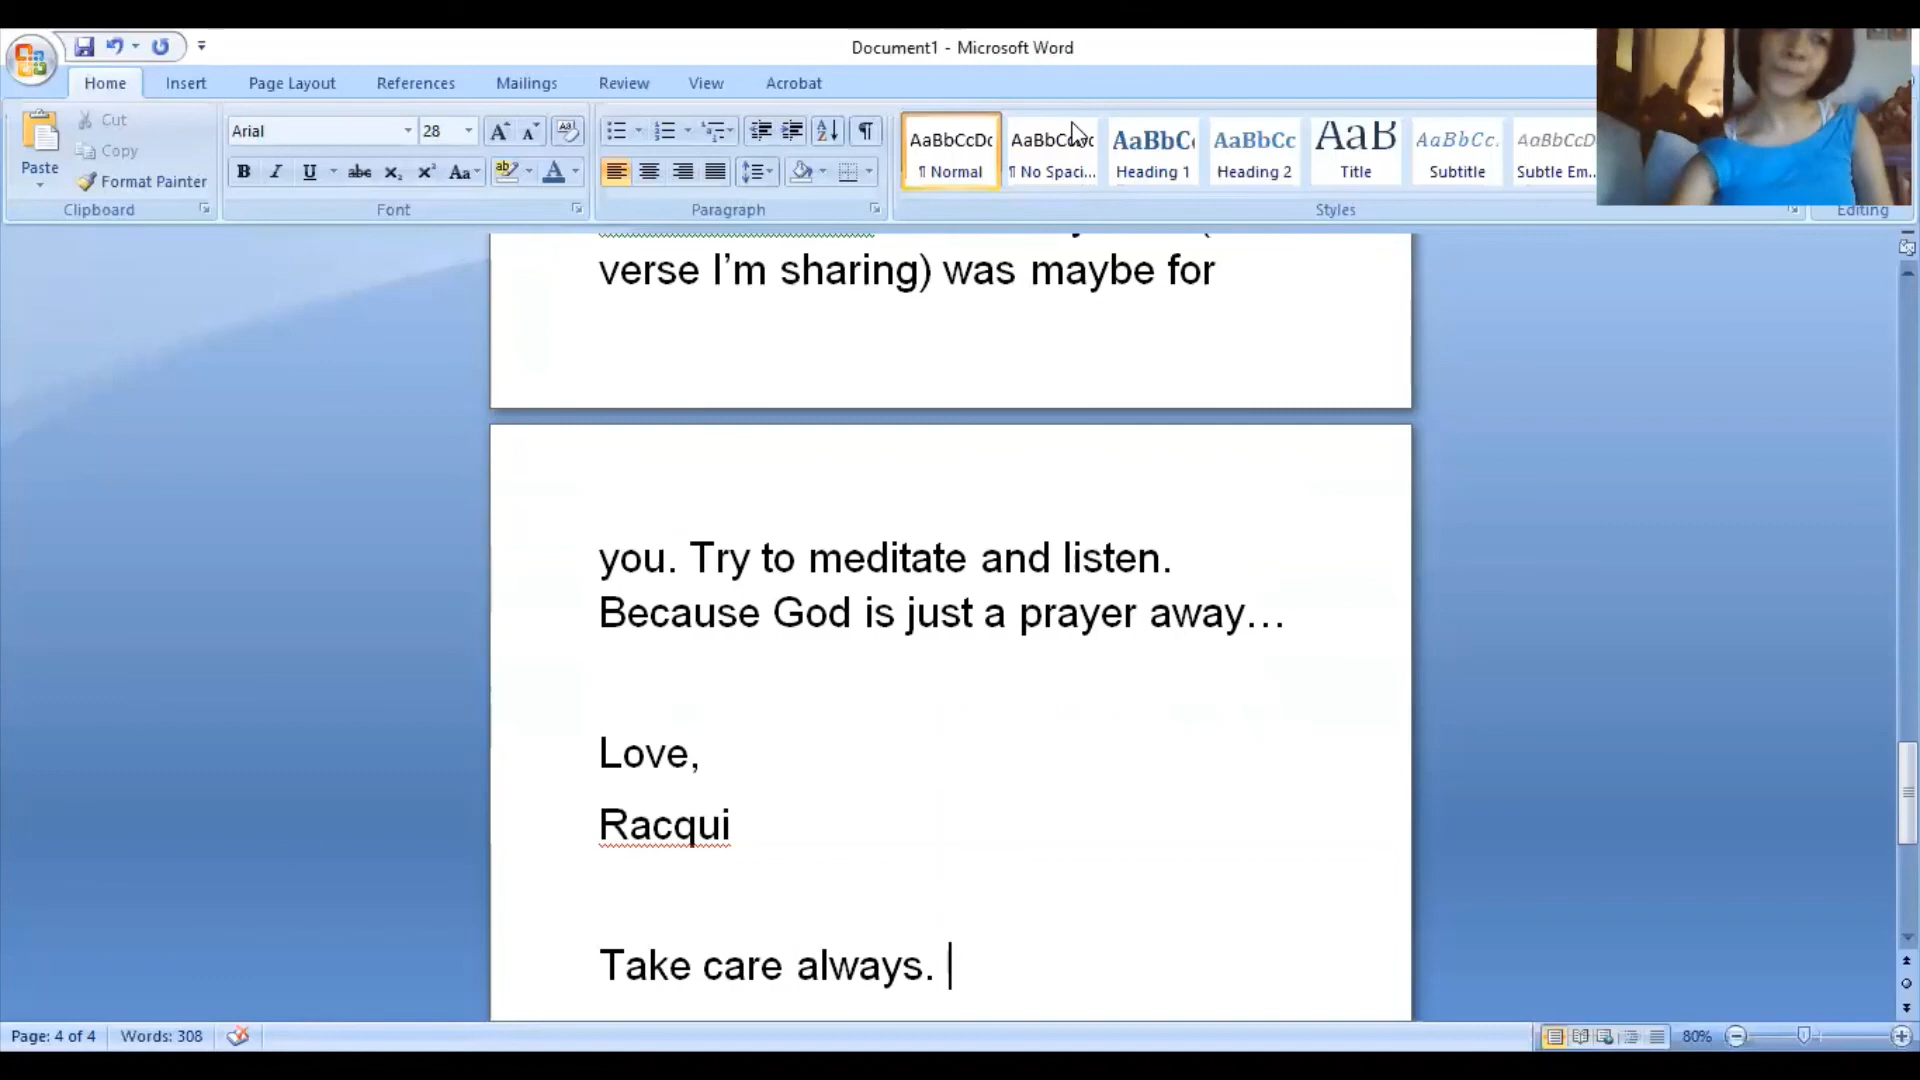 Document1 - Microsoft Word
Home Insert Page Layout References Mailings Review View Acrobat
Paste
Cut
Copy
Format Painter
Clipboard
Arial 28
Font
Paragraph
AaBbCcDc AaBbCcDc AaBbC AaBbCc AaB AaBbCc. AaBbCcD
¶ Normal ¶ No Spaci... Heading 1 Heading 2 Title Subtitle Subtle Em...
Styles
Editing
verse I’m sharing) was maybe for
you. Try to meditate and listen.
Because God is just a prayer away…
Love,
Racqui
Take care always.
Page: 4 of 4 Words: 308 80%